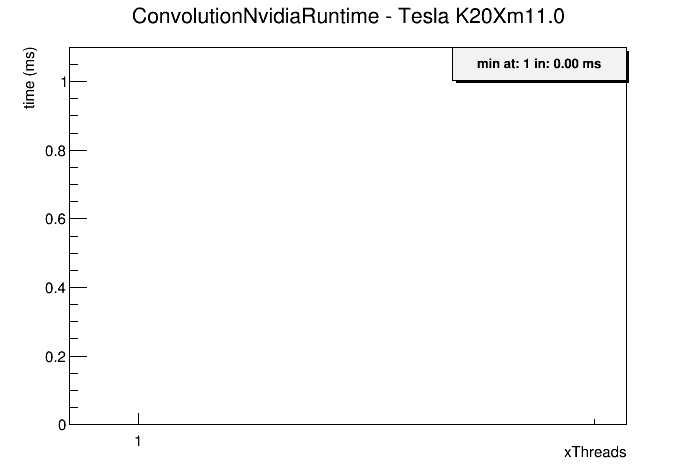 ConvolutionNvidiaRuntime - Tesla K20Xm11.0
time (ms)
min at: 1 in: 0.00 ms
1
0.8
0.6
0.4
0.2
0
1
xThreads